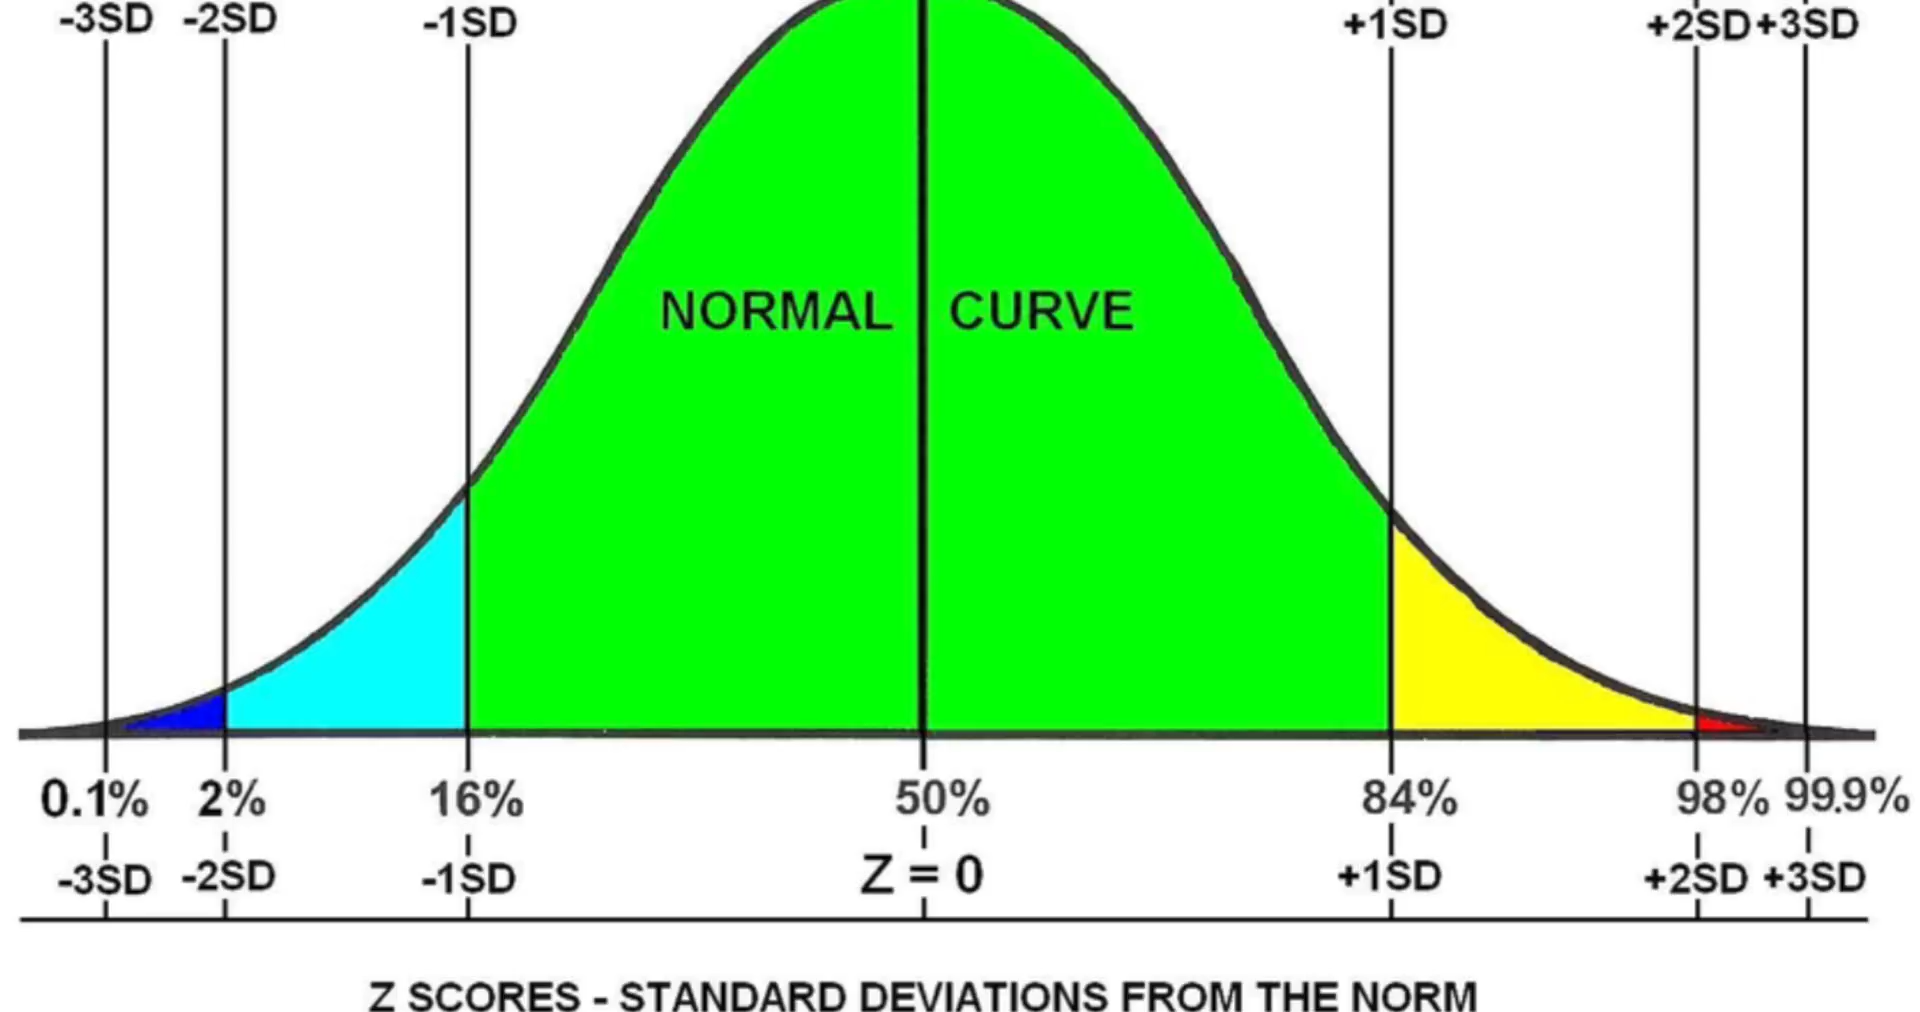 -3SD -2SD -1SD +1SD +2SD +3SD
NORMAL CURVE
0.1% 2% 16% 50% 84% 98% 99.9%
-3SD -2SD -1SD Z = 0 +1SD +2SD +3SD
Z SCORES - STANDARD DEVIATIONS FROM THE NORM